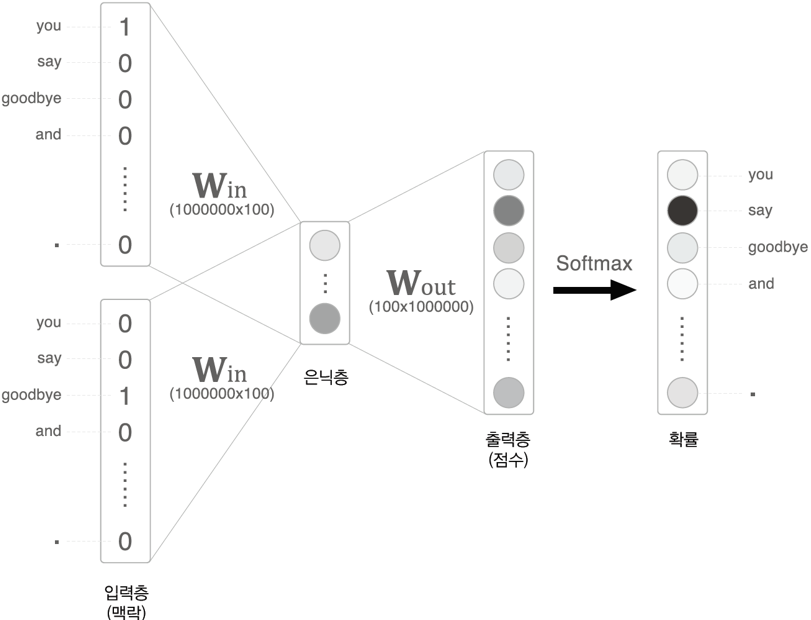 you 1
say 0
goodbye 0
and 0
. 0
Win
(1000000x100)
you 0
say 0
goodbye 1
and 0
. 0
Win
(1000000x100)
입력층
(맥락)
은닉층
Wout
(100x1000000)
출력층
(점수)
Softmax
you
say
goodbye
and
.
확률